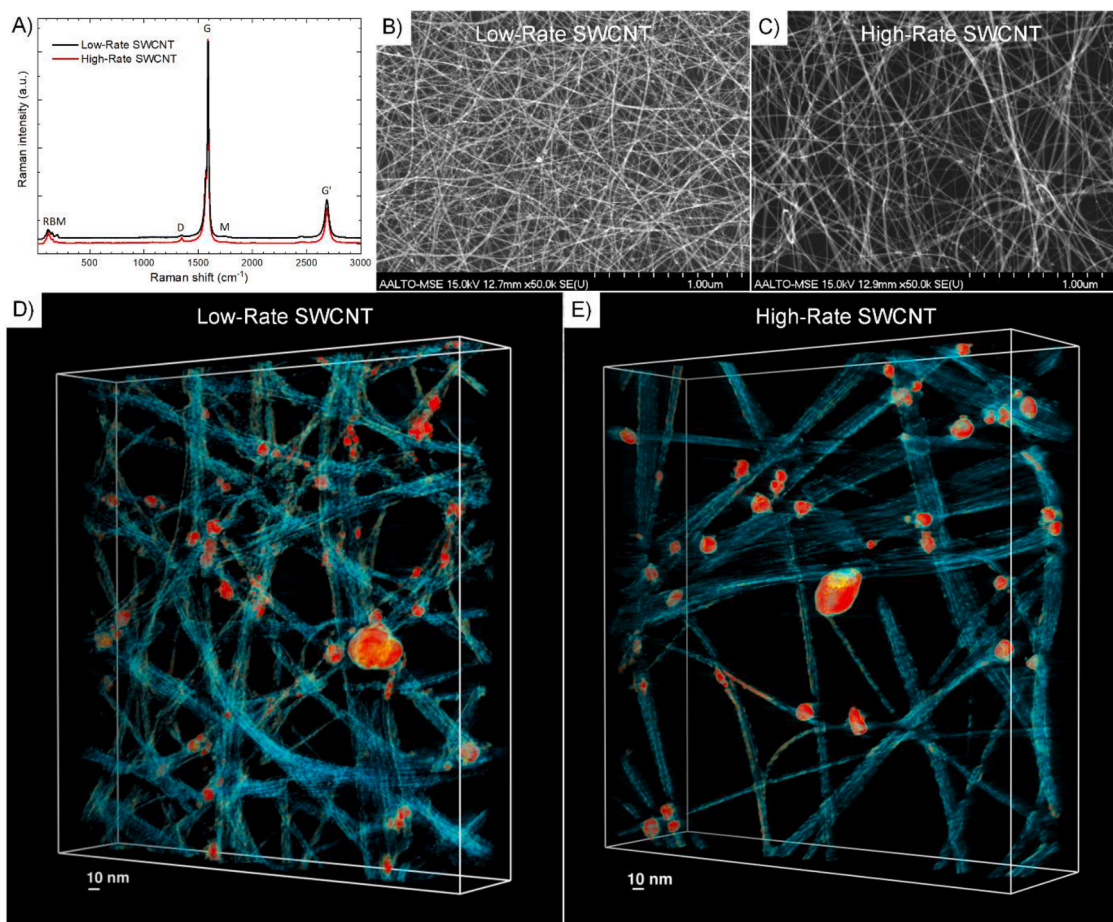 A)
G
Low-Rate SWCNT
High-Rate SWCNT
Raman intensity (a.u.)
RBM
D
M
G'
500 1000 1500 2000 2500 3000
Raman shift (cm⁻¹)
B)
Low-Rate SWCNT
AALTO-MSE 15.0kV 12.7mm x50.0k SE(U) 1.00um
C)
High-Rate SWCNT
AALTO-MSE 15.0kV 12.9mm x50.0k SE(U) 1.00um
D)
Low-Rate SWCNT
10 nm
E)
High-Rate SWCNT
10 nm